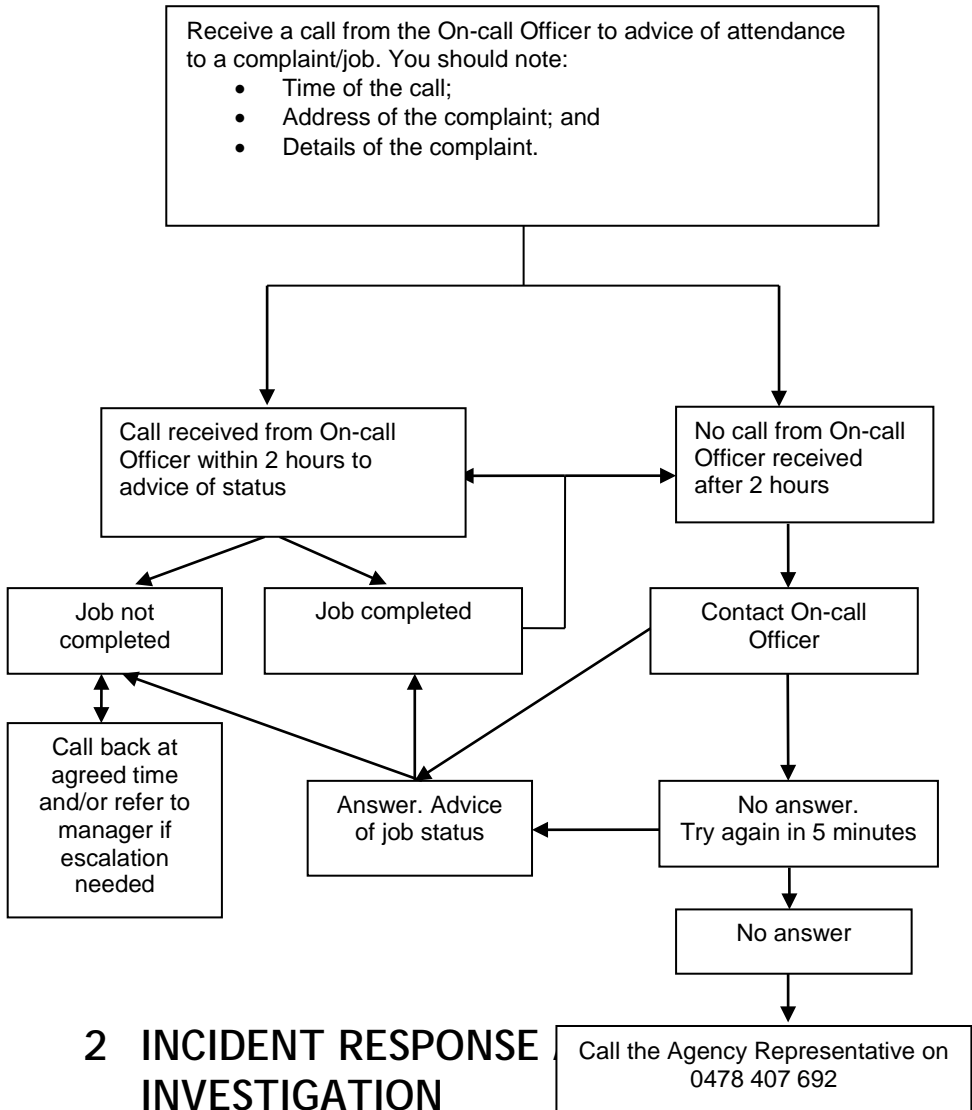 Receive a call from the On-call Officer to advice of attendance
to a complaint/job. You should note:
• Time of the call;
• Address of the complaint; and
• Details of the complaint.
Call received from On-call
Officer within 2 hours to
advice of status
No call from On-call
Officer received
after 2 hours
Job not
completed
Job completed
Contact On-call
Officer
Call back at
agreed time
and/or refer to
manager if
escalation
needed
Answer. Advice
of job status
No answer.
Try again in 5 minutes
No answer
2 INCIDENT RESPONSE
INVESTIGATION
Call the Agency Representative on
0478 407 692